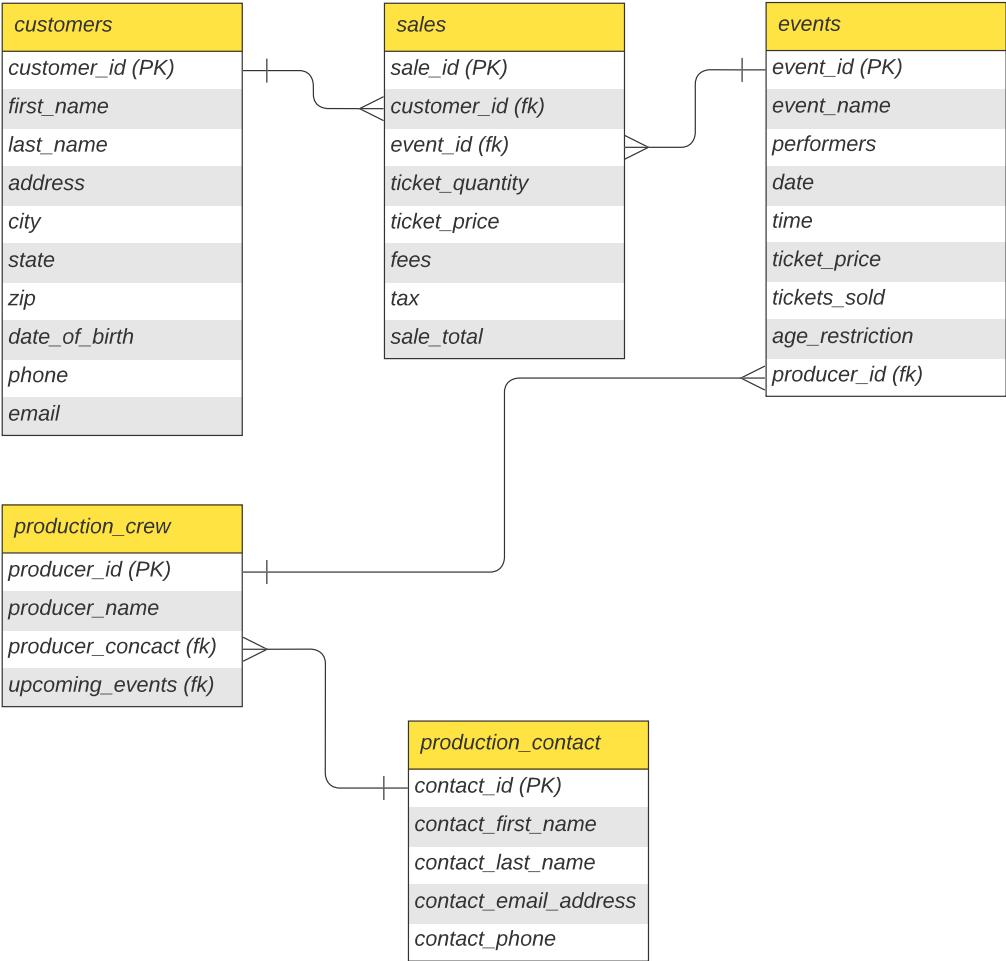 customers
customer_id (PK)
first_name
last_name
address
city
state
zip
date_of_birth
phone
email
sales
sale_id (PK)
customer_id (fk)
event_id (fk)
ticket_quantity
ticket_price
fees
tax
sale_total
events
event_id (PK)
event_name
performers
date
time
ticket_price
tickets_sold
age_restriction
producer_id (fk)
production_crew
producer_id (PK)
producer_name
producer_concact (fk)
upcoming_events (fk)
production_contact
contact_id (PK)
contact_first_name
contact_last_name
contact_email_address
contact_phone